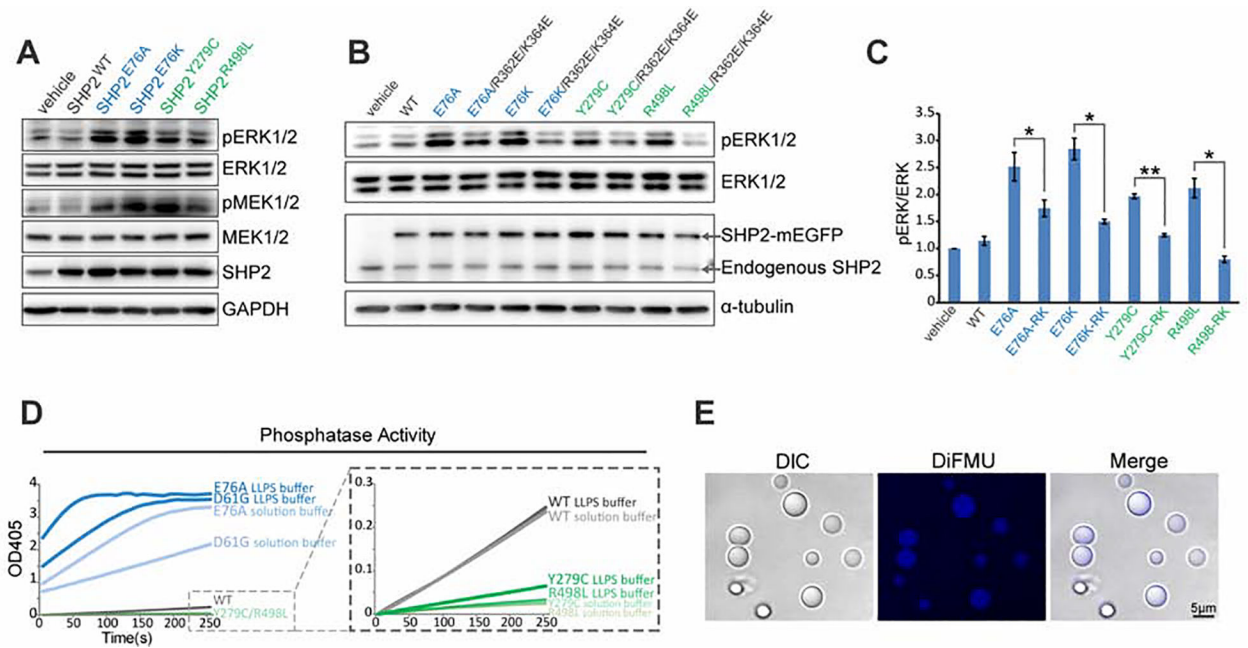 A
vehicle
SHP2 WT
SHP2 E76A
SHP2 E76K
SHP2 Y279C
SHP2 R498L
pERK1/2
ERK1/2
pMEK1/2
MEK1/2
SHP2
GAPDH
B
vehicle
WT
E76A
E76A/R362E/K364E
E76K
E76K/R362E/K364E
Y279C
Y279C/R362E/K364E
R498L
R498L/R362E/K364E
pERK1/2
ERK1/2
SHP2-mEGFP
Endogenous SHP2
α-tubulin
C
pERK/ERK
3.5
3.0
2.5
2.0
1.5
1.0
0.5
0
* * ** *
vehicle
WT
E76A
E76A-RK
E76K
E76K-RK
Y279C
Y279C-RK
R498L
R498-RK
D
Phosphatase Activity
OD405
4
3
2
1
0
E76A LLPS buffer
D61G LLPS buffer
E76A solution buffer
D61G solution buffer
WT
Y279C/R498L
0 50 100 150 200 250
Time(s)
0.3
0.2
0.1
0
WT LLPS buffer
WT solution buffer
Y279C LLPS buffer
R498L LLPS buffer
Y279C solution buffer
R498L solution buffer
0 50 100 150 200 250
E
DIC
DiFMU
Merge
5μm